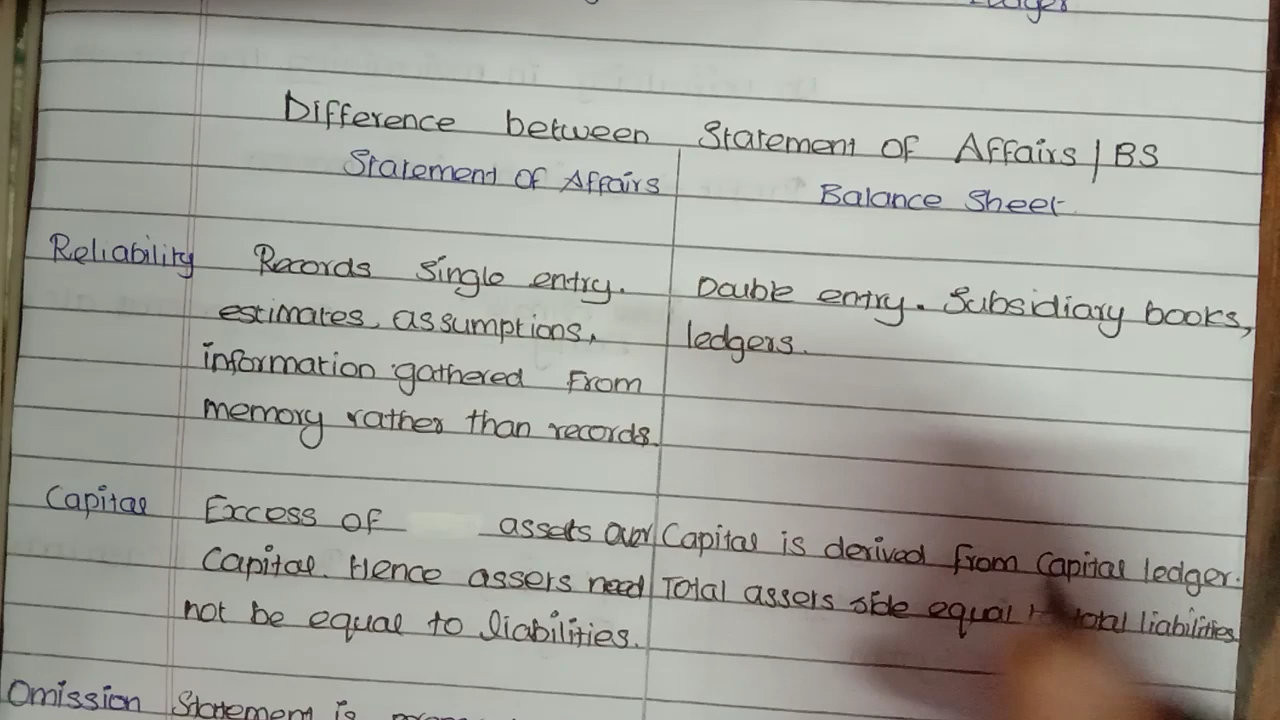 Ledger
Difference between Statement of Affairs | BS
Statement of Affairs
Balance Sheet
Reliability
Records single entry.
estimates, assumptions,
information gathered from
memory rather than records.
Double entry. Subsidiary books,
ledgers.
Capital
Excess of assets over
Capital. Hence assets need
not be equal to liabilities.
Capital is derived from Capital ledger.
Total assets side equal to total liabilities
Omission
Statement is